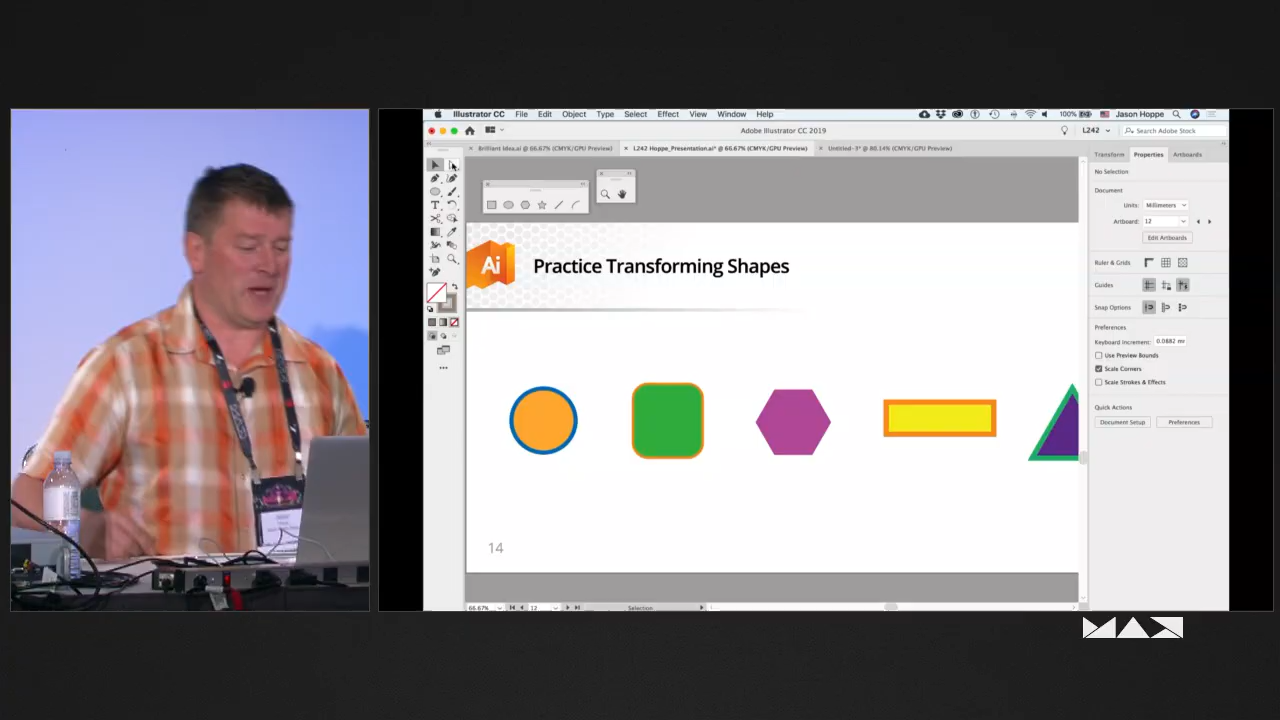 Illustrator CC File Edit Object Type Select Effect View Window Help 100% Jason Hoppe
Adobe Illustrator CC 2019 L242 Search Adobe Stock
Brilliant Idea.ai @ 66.67% (CMYK/GPU Preview) L242 Hoppe_Presentation.ai* @ 66.67% (CMYK/GPU Preview) Untitled-3* @ 80.14% (CMYK/GPU Preview)
Transform Properties Artboards
No Selection
Document
Units: Millimeters
Artboard: 12
Edit Artboards
Ruler & Grids
Guides
Snap Options
Preferences
Keyboard Increment: 0.0882 m
Use Preview Bounds
Scale Corners
Scale Strokes & Effects
Quick Actions
Document Setup Preferences
Ai Practice Transforming Shapes
14
66.67% 12 Selection
MAX